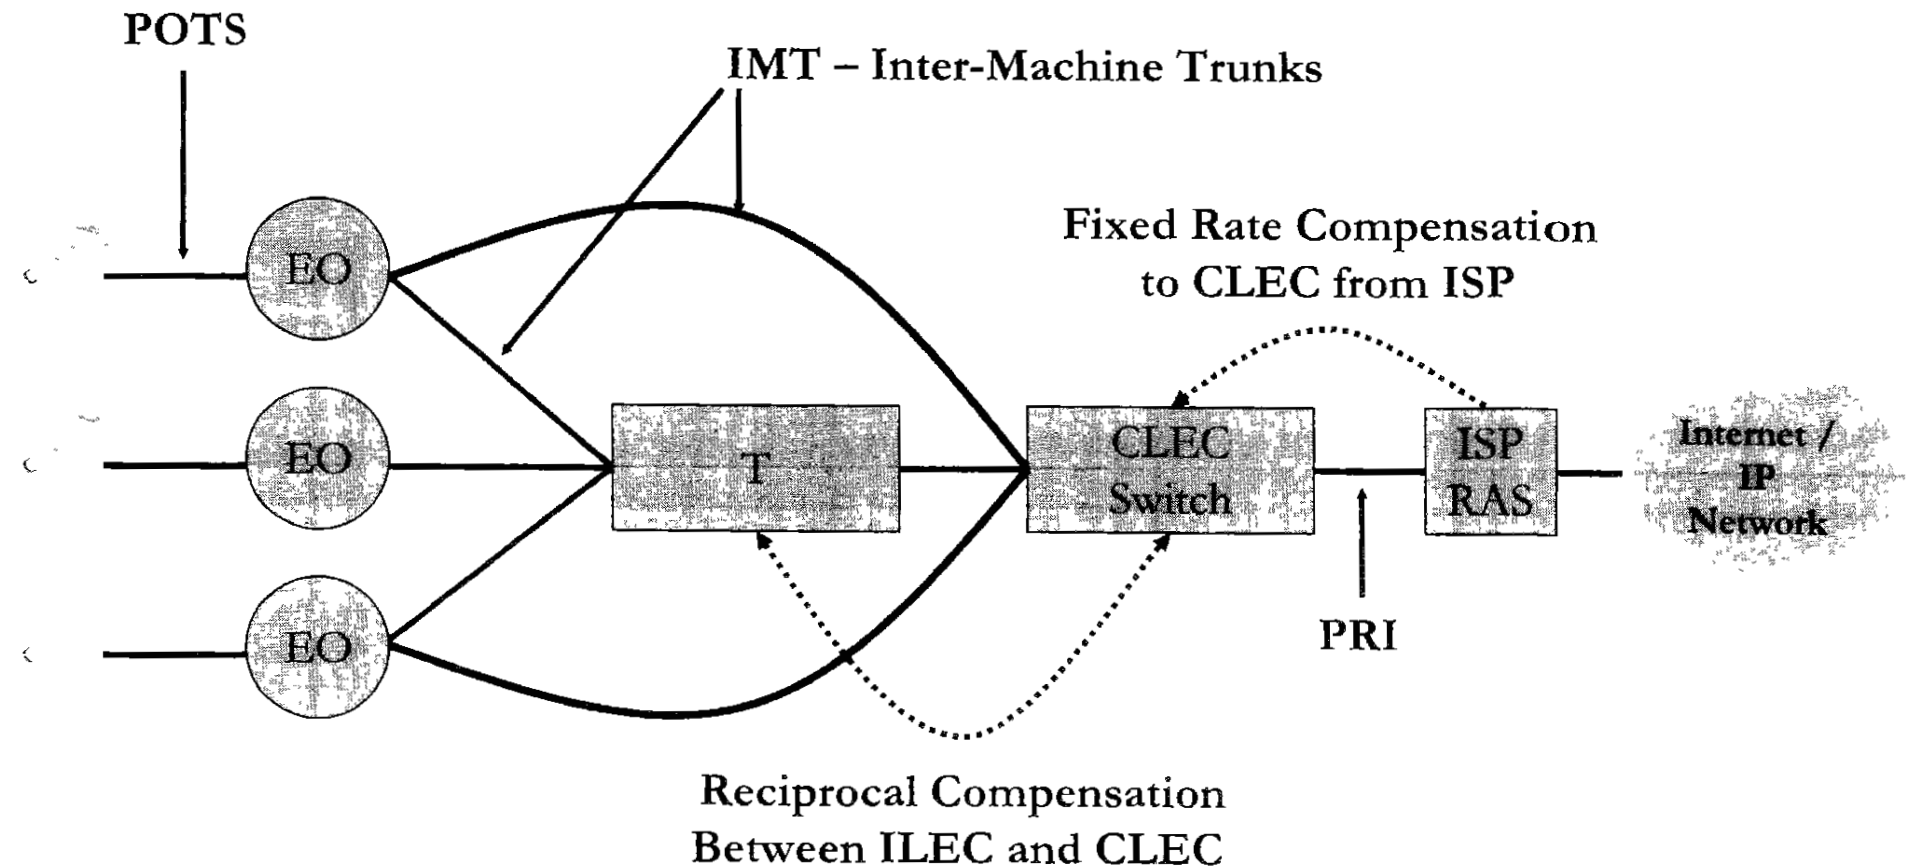 POTS
IMT – Inter-Machine Trunks
Fixed Rate Compensation
to CLEC from ISP
EO
EO
EO
T
CLEC
Switch
ISP
RAS
Internet /
IP
Network
PRI
Reciprocal Compensation
Between ILEC and CLEC